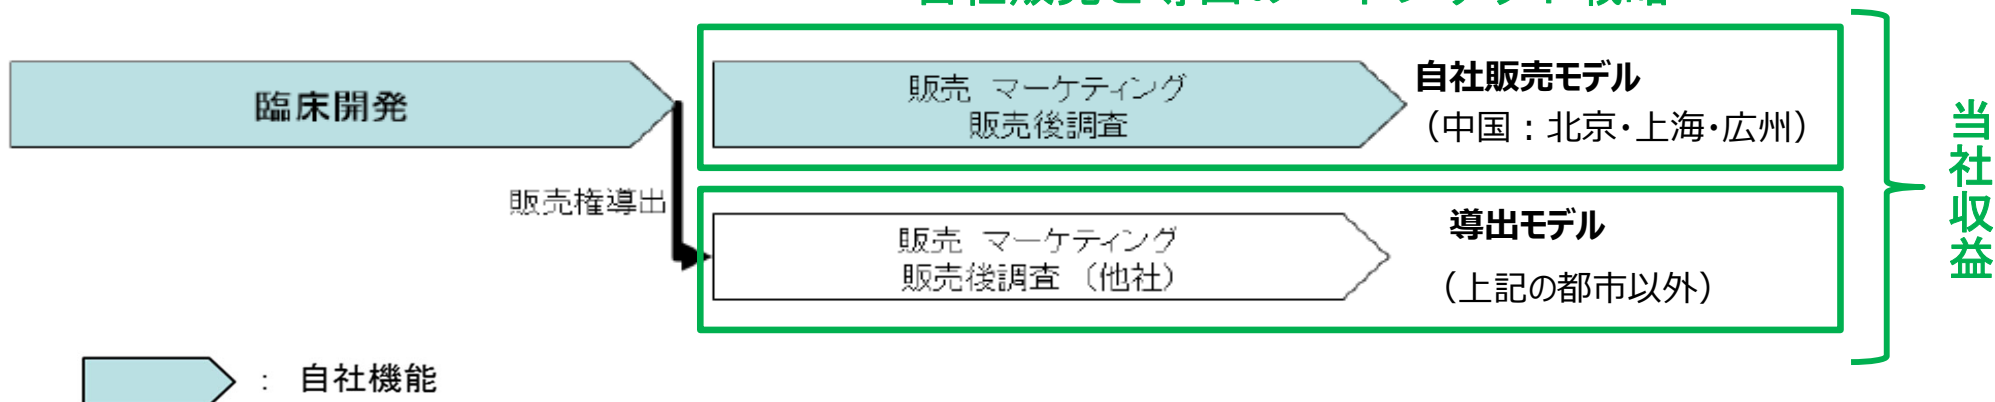 臨床開発
販売 マーケティング
販売後調査
自社販売モデル
（中国：北京・上海・広州）
販売権導出
販売 マーケティング
販売後調査 （他社）
導出モデル
（上記の都市以外）
当社収益
： 自社機能